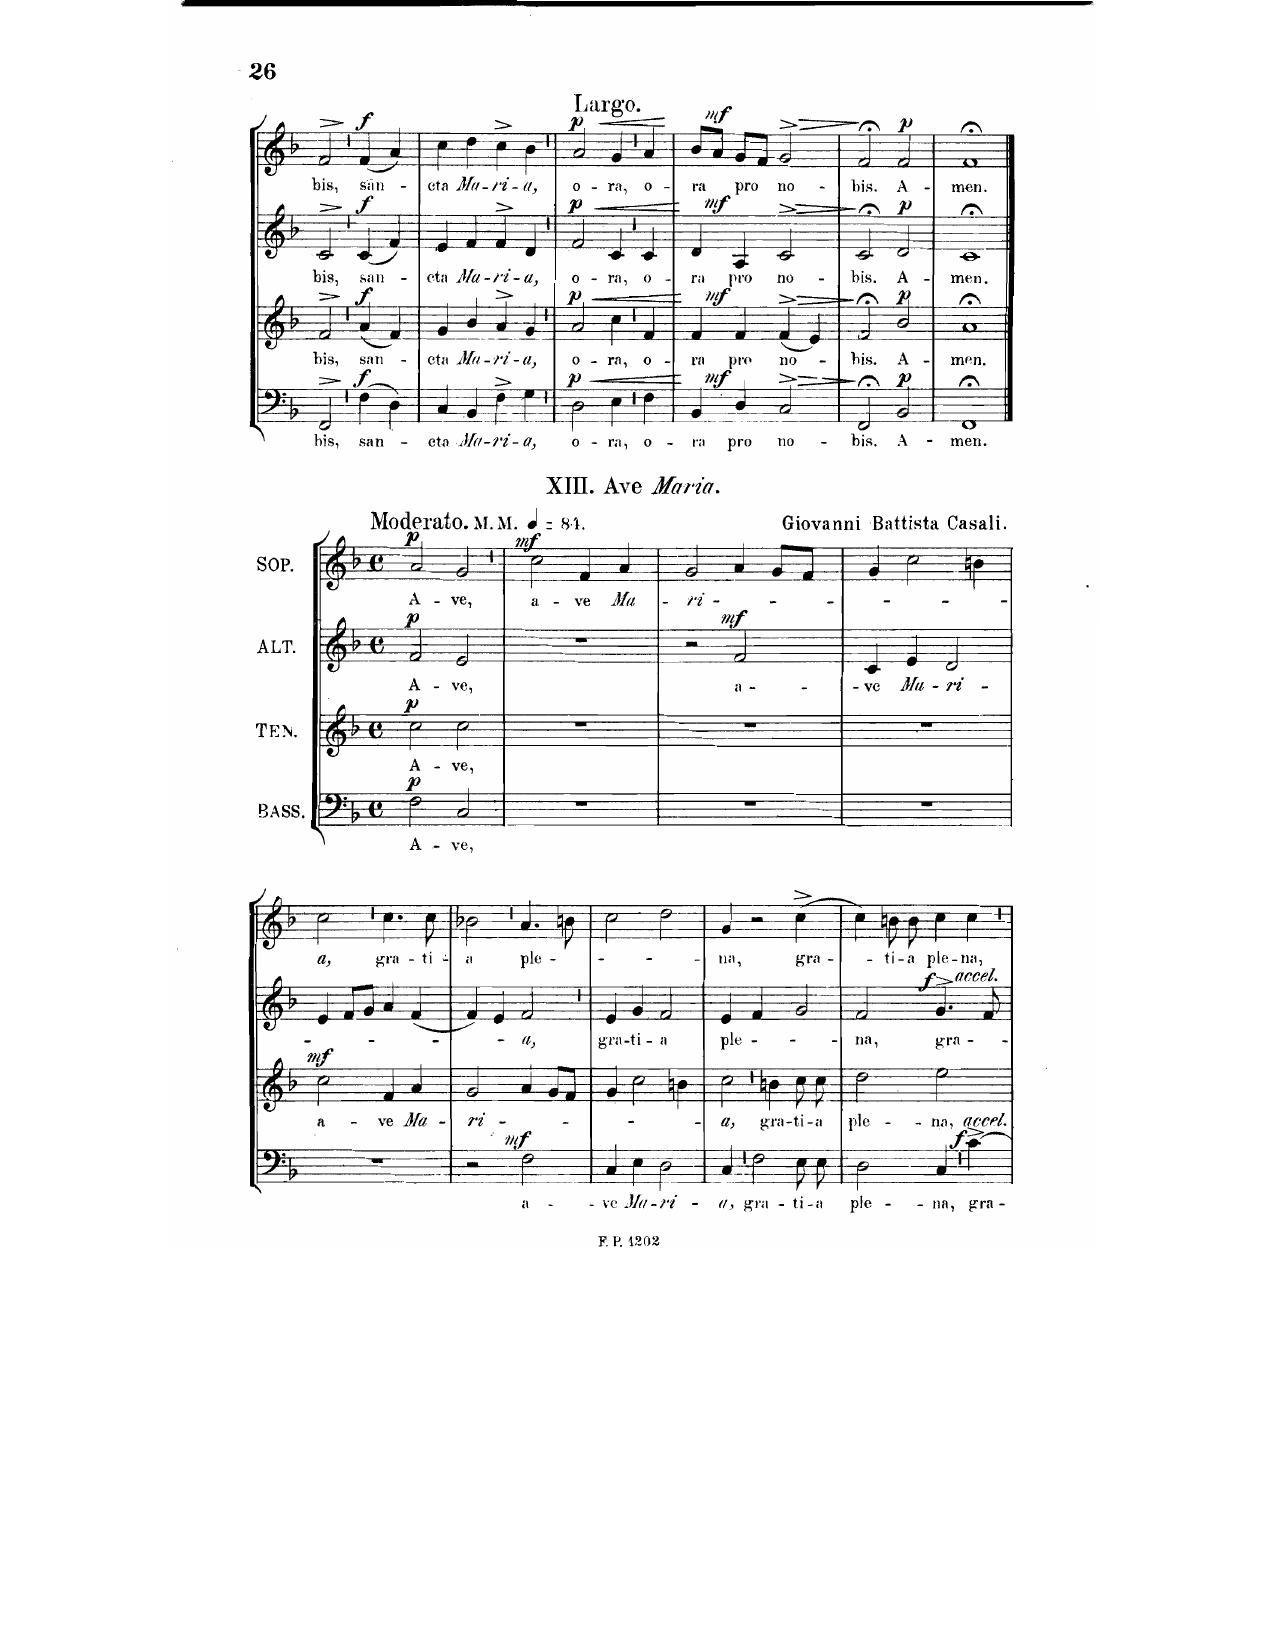 26
Largo.
f p mf p
bis, san - cta Ma - ri - a, o - ra, o - ra pro no - bis. A - men.
f p mf p
bis, san - cta Ma - ri - a, o - ra, o - ra pro no - bis. A - men.
f p mf p
bis, san - cta Ma - ri - a, o - ra, o - ra pro no - bis. A - men.
f p mf p
bis, san - cta Ma - ri - a, o - ra, o - ra pro no - bis. A - men.
XIII. Ave Maria.
Moderato. M. M. ♩ = 84. Giovanni Battista Casali.
p mf
SOP.
A - ve, a - ve Ma - ri -
p mf
ALT.
A - ve, a - ve Ma - ri -
p
TEN.
A - ve,
p
BASS.
A - ve,
a, gra - ti - a ple - na, gra - ti - a ple - na,
f accel.
a, gra - ti - a ple - na, gra -
mf
a - ve Ma - ri - a, gra - ti - a ple - na, accel.
mf f
a - ve Ma - ri - a, gra - ti - a ple - na, gra -
F. P. 1202